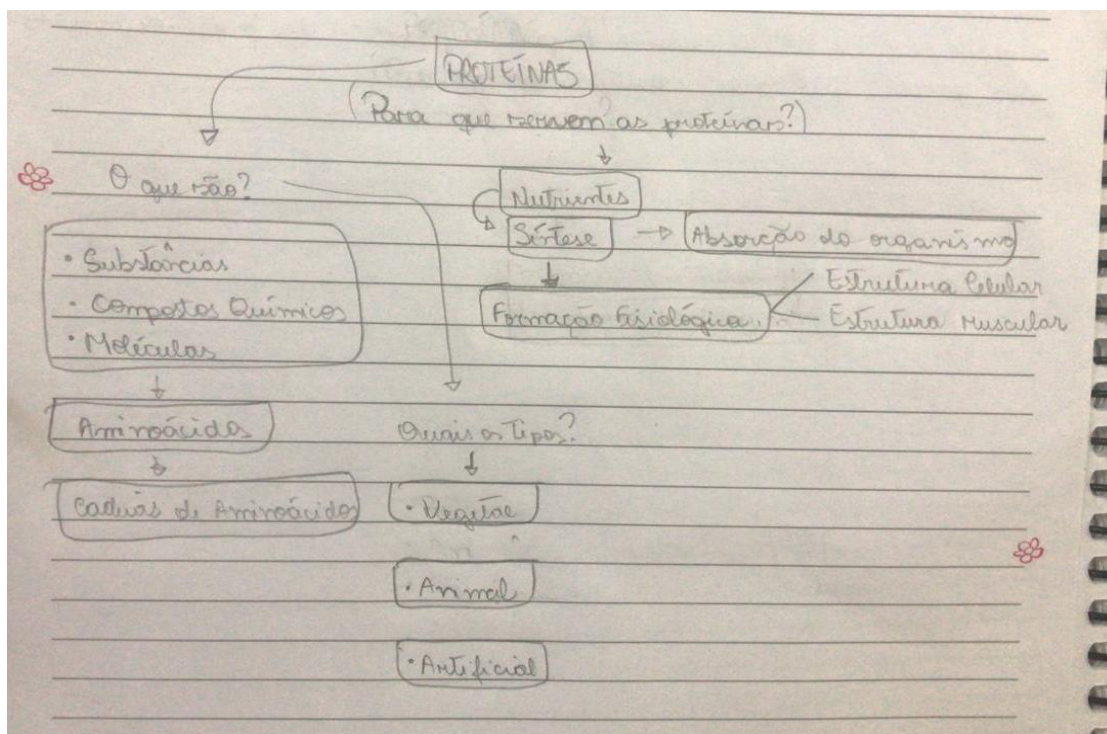 PROTEÍNAS
(Para que servem as proteínas?)
O que são?
Nutrientes
Síntese
Absorção do organismo
• Substâncias
• Compostos Químicos
• Moléculas
Formação Fisiológica
Estrutura Celular
Estrutura Muscular
Aminoácidos
Quais os Tipos?
Cadeias de Aminoácidos
• Vegetal
• Animal
• Artificial